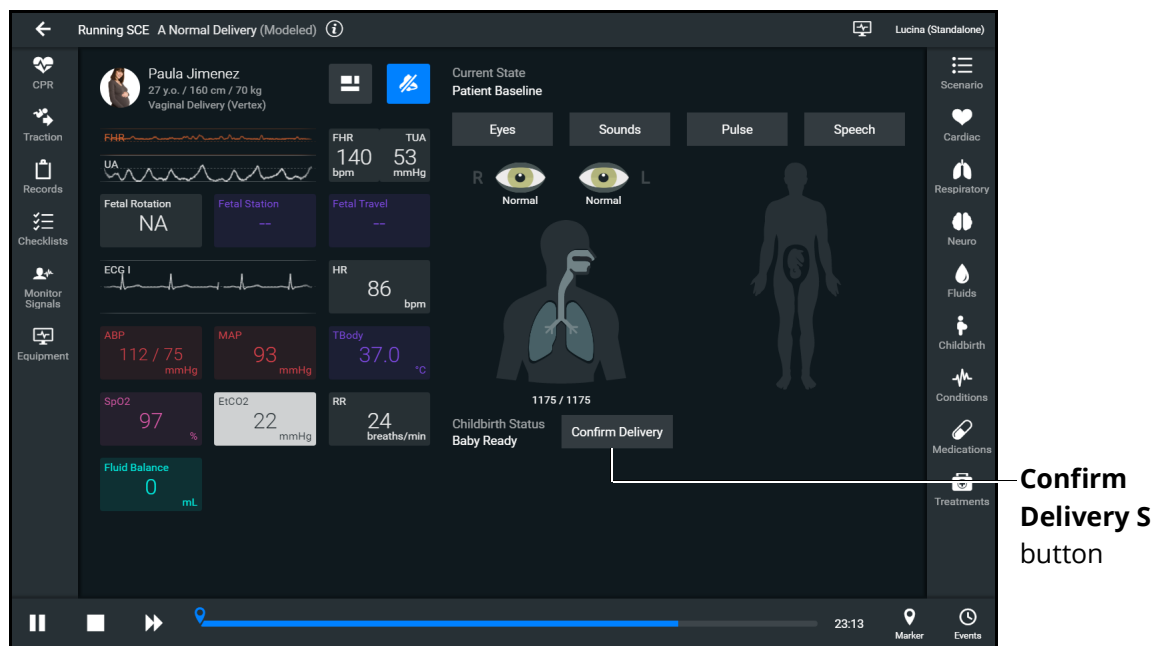 Running SCE A Normal Delivery (Modeled) i
Lucina (Standalone)
CPR
Traction
Records
Checklists
Monitor
Signals
Equipment
Paula Jimenez
27 y.o. / 160 cm / 70 kg
Vaginal Delivery (Vertex)
FHR
UA
FHR TUA
140 53
bpm mmHg
Fetal Rotation
NA
Fetal Station
--
Fetal Travel
--
ECG I
HR
86
bpm
ABP
112 / 75
mmHg
MAP
93
mmHg
TBody
37.0
°C
SpO2
97
%
EtCO2
22
mmHg
RR
24
breaths/min
Fluid Balance
0
mL
Current State
Patient Baseline
Eyes Sounds Pulse Speech
R L
Normal Normal
1175 / 1175
Childbirth Status
Baby Ready
Confirm Delivery
Scenario
Cardiac
Respiratory
Neuro
Fluids
Childbirth
Conditions
Medications
Treatments
23:13
Marker
Events
Confirm
Delivery S
button